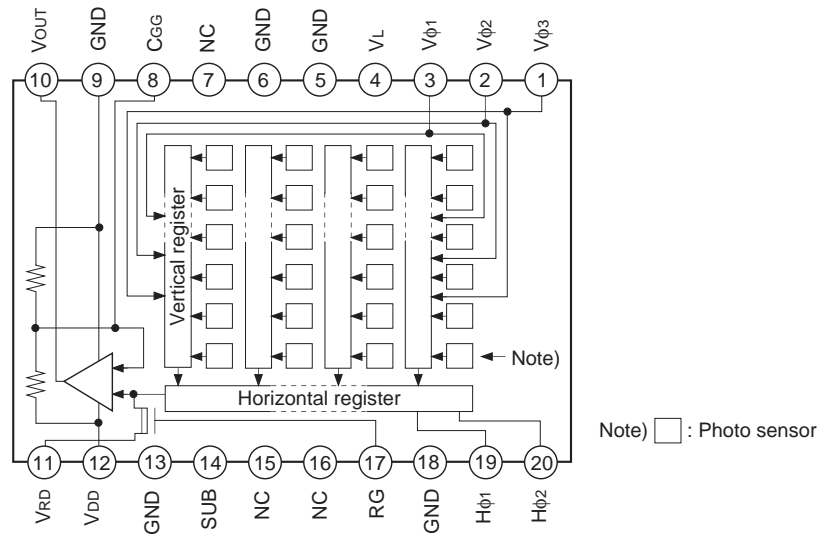 VOUT GND CGG NC GND GND VL Vφ1 Vφ2 Vφ3
10 9 8 7 6 5 4 3 2 1
Vertical register
Note)
Horizontal register
Note) : Photo sensor
11 12 13 14 15 16 17 18 19 20
VRD VDD GND SUB NC NC RG GND Hφ1 Hφ2